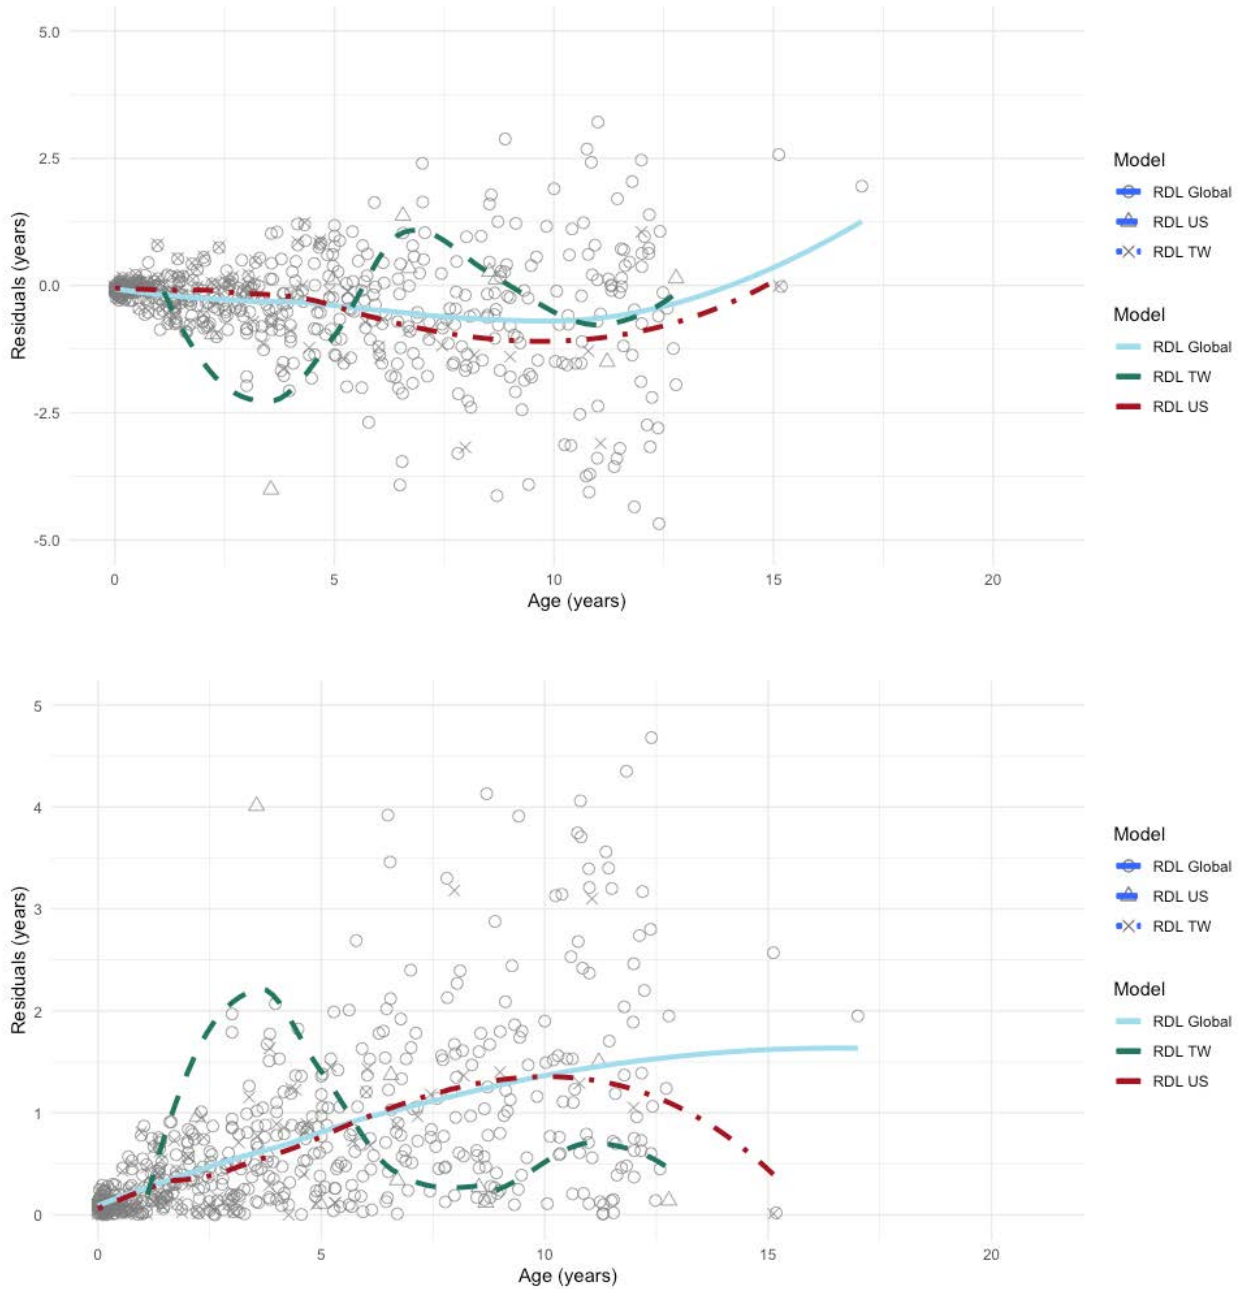 5.0
2.5
0.0
-2.5
-5.0
Residuals (years)
0 5 10 15 20
Age (years)
Model
RDL Global
RDL US
RDL TW
Model
RDL Global
RDL TW
RDL US
5
4
3
2
1
0
Residuals (years)
0 5 10 15 20
Age (years)
Model
RDL Global
RDL US
RDL TW
Model
RDL Global
RDL TW
RDL US